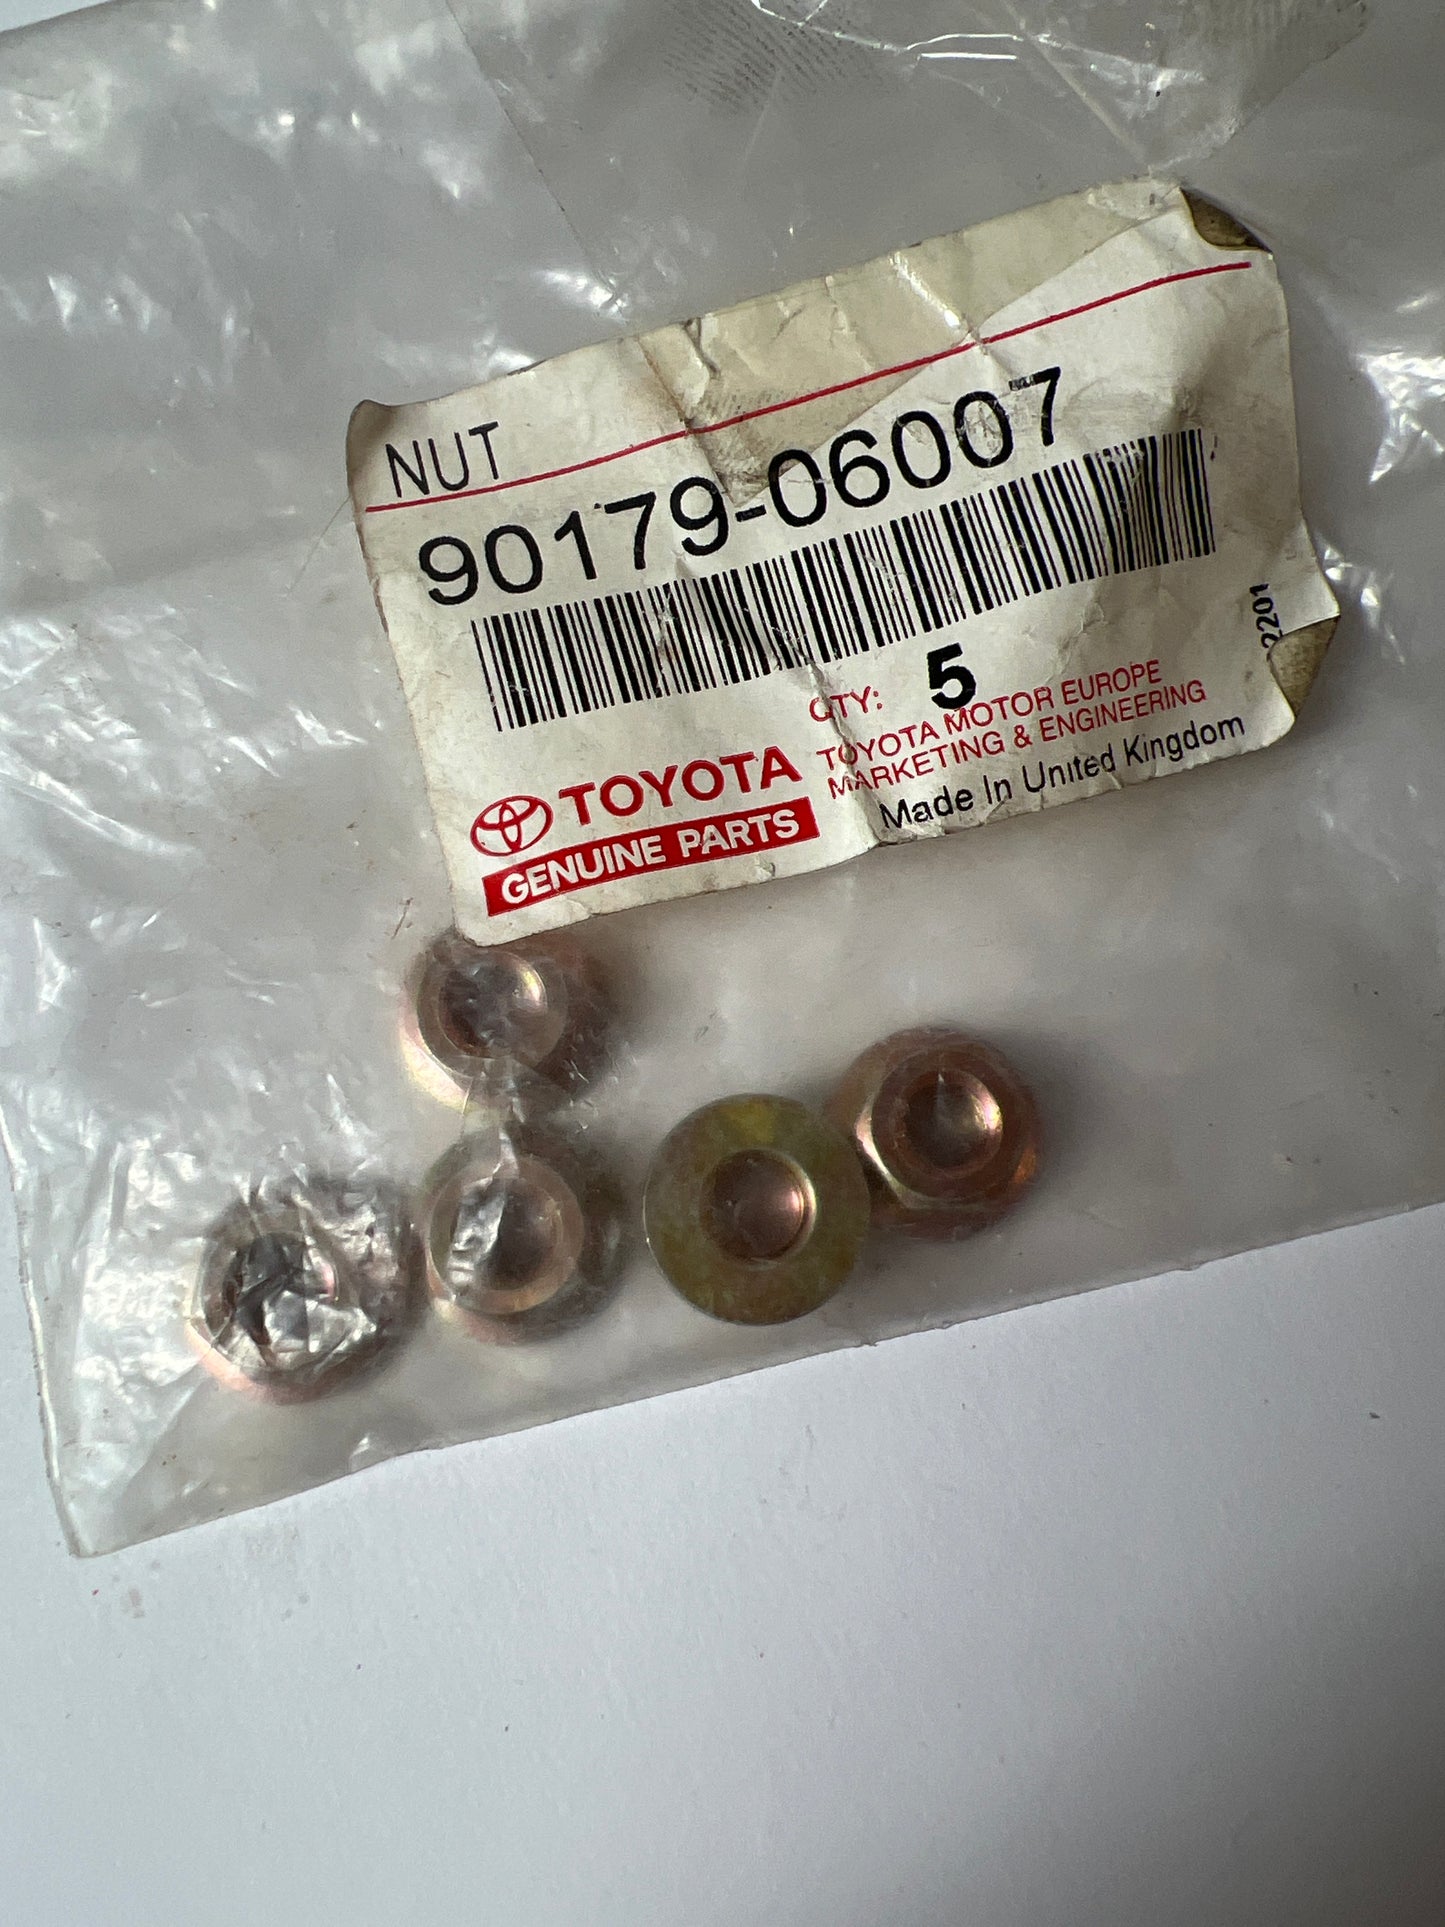 NUT
90179-06007
2201
QTY: 5
TOYOTA MOTOR EUROPE
MARKETING & ENGINEERING
Made In United Kingdom
TOYOTA
GENUINE PARTS